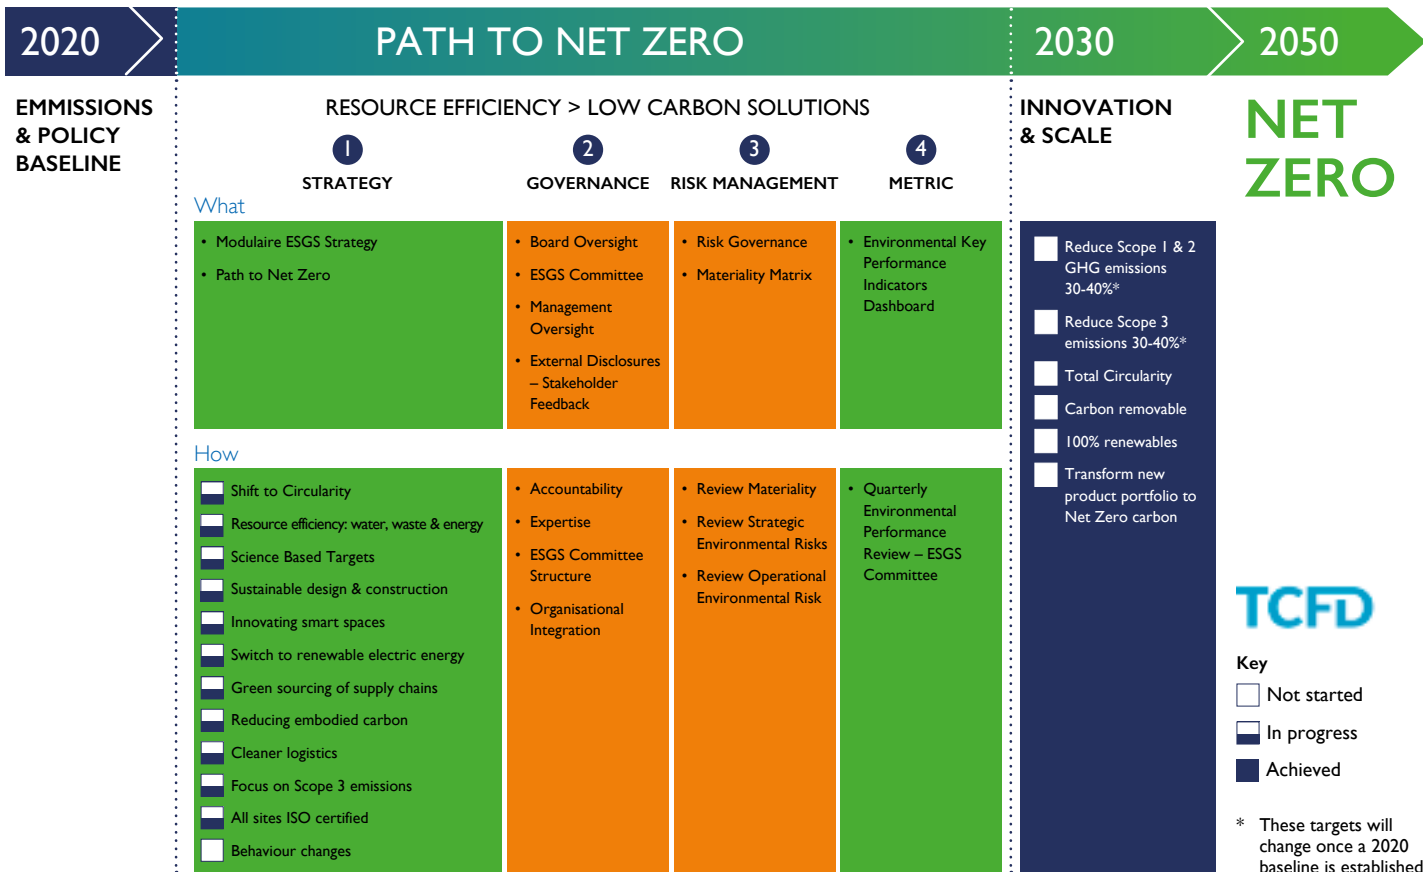 2020
PATH TO NET ZERO
2030
2050
EMMISSIONS
& POLICY
BASELINE
RESOURCE EFFICIENCY > LOW CARBON SOLUTIONS
1
STRATEGY
2
GOVERNANCE
3
RISK MANAGEMENT
4
METRIC
INNOVATION
& SCALE
NET
ZERO
What
• Modulaire ESGS Strategy
• Path to Net Zero
• Board Oversight
• ESGS Committee
• Management
Oversight
• External Disclosures
– Stakeholder
Feedback
• Risk Governance
• Materiality Matrix
• Environmental Key
Performance
Indicators
Dashboard
How
Shift to Circularity
Resource efficiency: water, waste & energy
Science Based Targets
Sustainable design & construction
Innovating smart spaces
Switch to renewable electric energy
Green sourcing of supply chains
Reducing embodied carbon
Cleaner logistics
Focus on Scope 3 emissions
All sites ISO certified
Behaviour changes
• Accountability
• Expertise
• ESGS Committee
Structure
• Organisational
Integration
• Review Materiality
• Review Strategic
Environmental Risks
• Review Operational
Environmental Risk
• Quarterly
Environmental
Performance
Review – ESGS
Committee
Reduce Scope 1 & 2
GHG emissions
30-40%*
Reduce Scope 3
emissions 30-40%*
Total Circularity
Carbon removable
100% renewables
Transform new
product portfolio to
Net Zero carbon
TCFD
Key
Not started
In progress
Achieved
* These targets will
change once a 2020
baseline is established